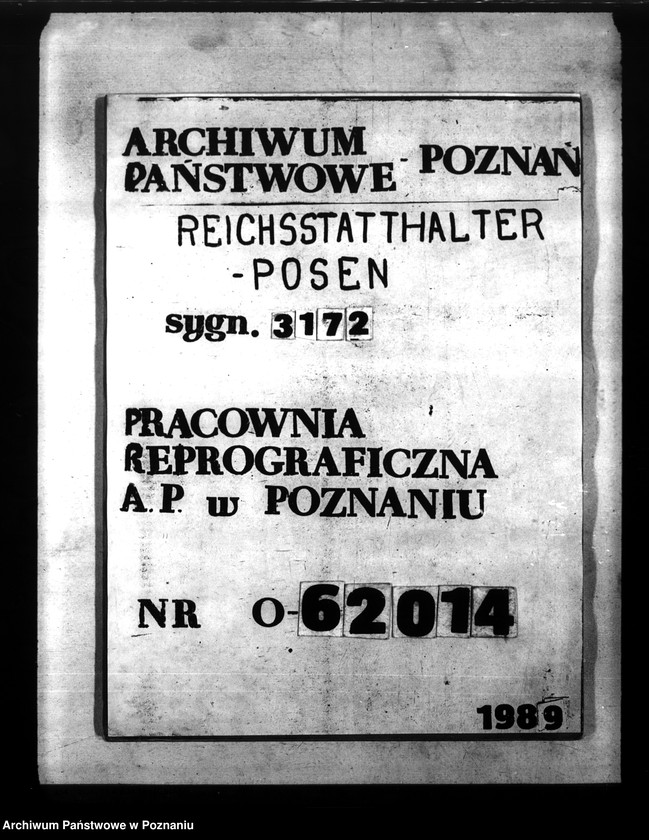 ARCHIWUM
PAŃSTWOWE - POZNAŃ
REICHSSTATTHALTER
-POSEN
sygn. 3172
PRACOWNIA
REPROGRAFICZNA
A.P. w POZNANIU
NR O-62014
1989
Archiwum Państwowe w Poznaniu